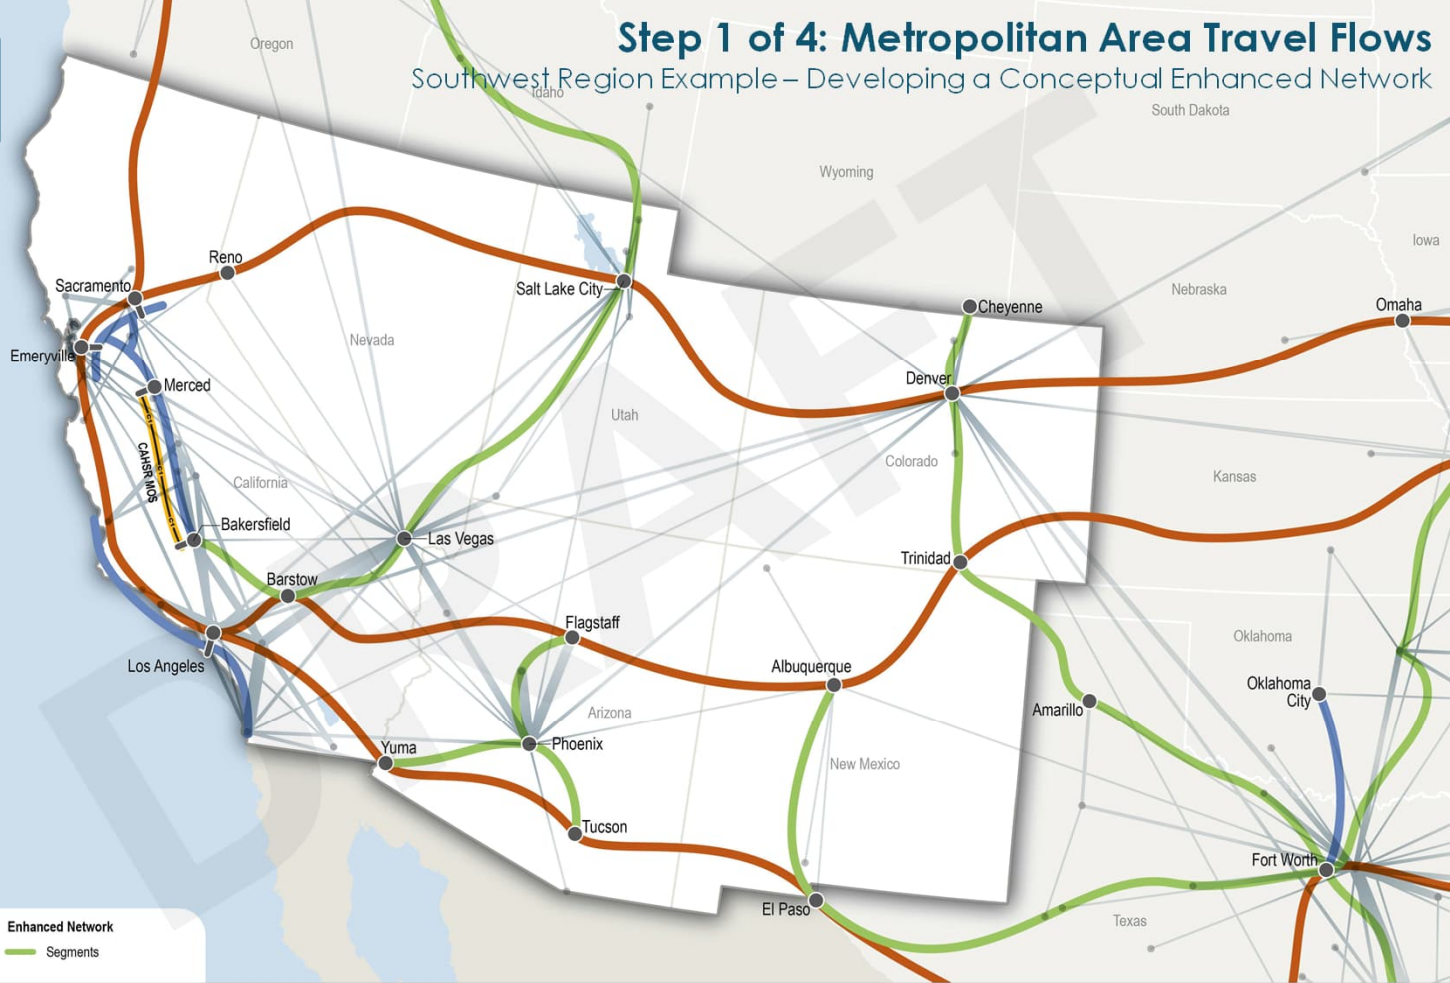 Step 1 of 4: Metropolitan Area Travel Flows
Southwest Region Example – Developing a Conceptual Enhanced Network
Oregon
Idaho
South Dakota
Wyoming
Iowa
Reno
Sacramento
Salt Lake City
Nebraska
Cheyenne
Omaha
Emeryville
Nevada
Merced
Denver
Utah
CAHSR MOS
California
Colorado
Kansas
Bakersfield
Las Vegas
Barstow
Trinidad
Flagstaff
Oklahoma
Los Angeles
Albuquerque
Oklahoma
City
Arizona
Amarillo
Yuma
Phoenix
New Mexico
Tucson
Fort Worth
El Paso
Texas
DRAFT
Enhanced Network
Segments